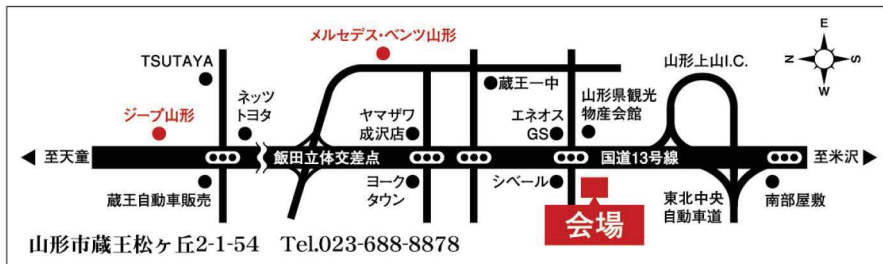 メルセデス・ベンツ山形
E
N
S
W
TSUTAYA
山形上山I.C.
蔵王一中
ジープ山形
ネッツ
トヨタ
ヤマザワ
成沢店
エネオス
GS
山形県観光
物産会館
至天童
飯田立体交差点
国道13号線
至米沢
蔵王自動車販売
ヨーク
タウン
シベール
会場
東北中央
自動車道
南部屋敷
山形市蔵王松ヶ丘2-1-54 Tel.023-688-8878